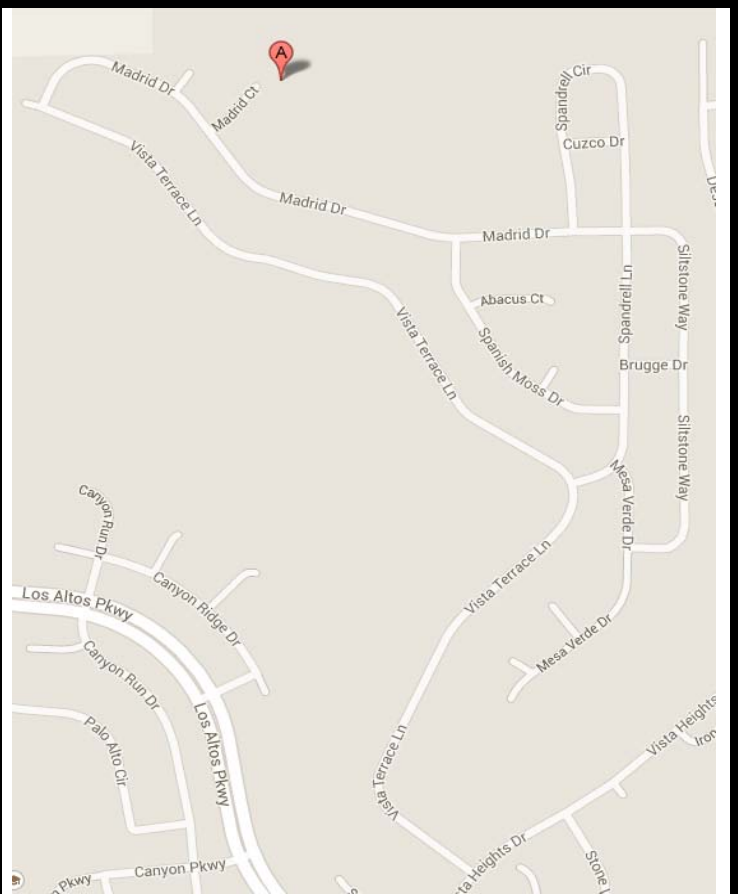 A
Madrid Dr
Madrid Ct
Spandrell Cir
Cuzco Dr
Vista Terrace Ln
Madrid Dr
Madrid Dr
Siltstone Way
Abacus Ct
Spandrell Ln
Vista Terrace Ln
Spanish Moss Dr
Brugge Dr
Siltstone Way
Mesa Verde Dr
Canyon Run Dr
Vista Terrace Ln
Canyon Ridge Dr
Los Altos Pkwy
Mesa Verde Dr
Canyon Run Dr
Los Altos Pkwy
Vista Heights
Iron
Palo Alto Cir
Vista Terrace Ln
ta Heights Dr
Stone
Canyon Pkwy
Pkwy